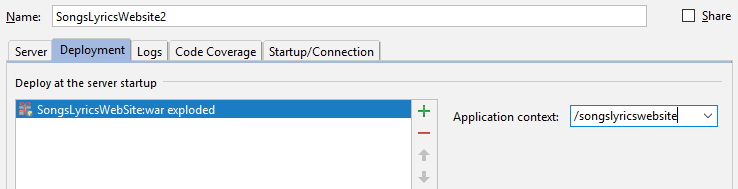 Name: SongsLyricsWebsite2 Share
Server Deployment Logs Code Coverage Startup/Connection
Deploy at the server startup
SongsLyricsWebSite:war exploded
Application context: /songslyricswebsite